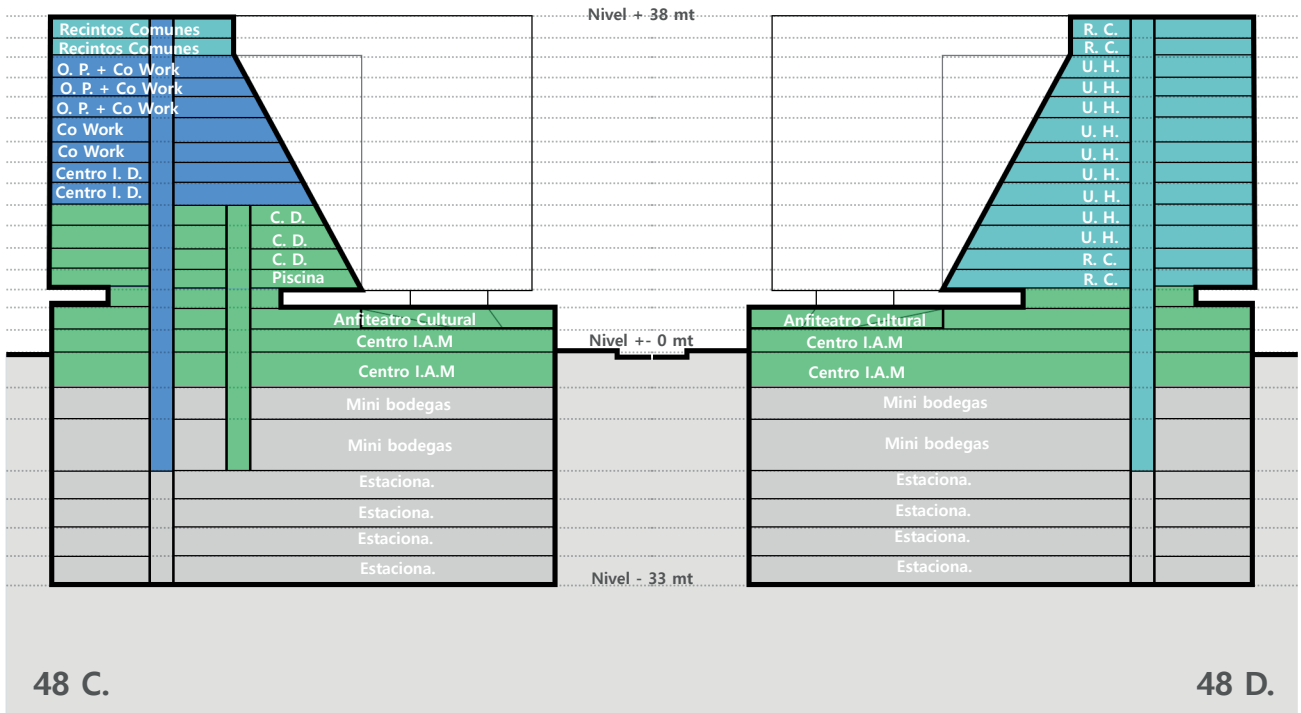 Nivel + 38 mt
Recintos Comunes
Recintos Comunes
O. P. + Co Work
O. P. + Co Work
O. P. + Co Work
Co Work
Co Work
Centro I. D.
Centro I. D.
C. D.
C. D.
C. D.
Piscina
Anfiteatro Cultural
Centro I.A.M
Centro I.A.M
Mini bodegas
Mini bodegas
Estaciona.
Estaciona.
Estaciona.
Estaciona.
Nivel +- 0 mt
Nivel - 33 mt
R. C.
R. C.
U. H.
U. H.
U. H.
U. H.
U. H.
U. H.
U. H.
U. H.
U. H.
R. C.
R. C.
Anfiteatro Cultural
Centro I.A.M
Centro I.A.M
Mini bodegas
Mini bodegas
Estaciona.
Estaciona.
Estaciona.
Estaciona.
48 C.
48 D.